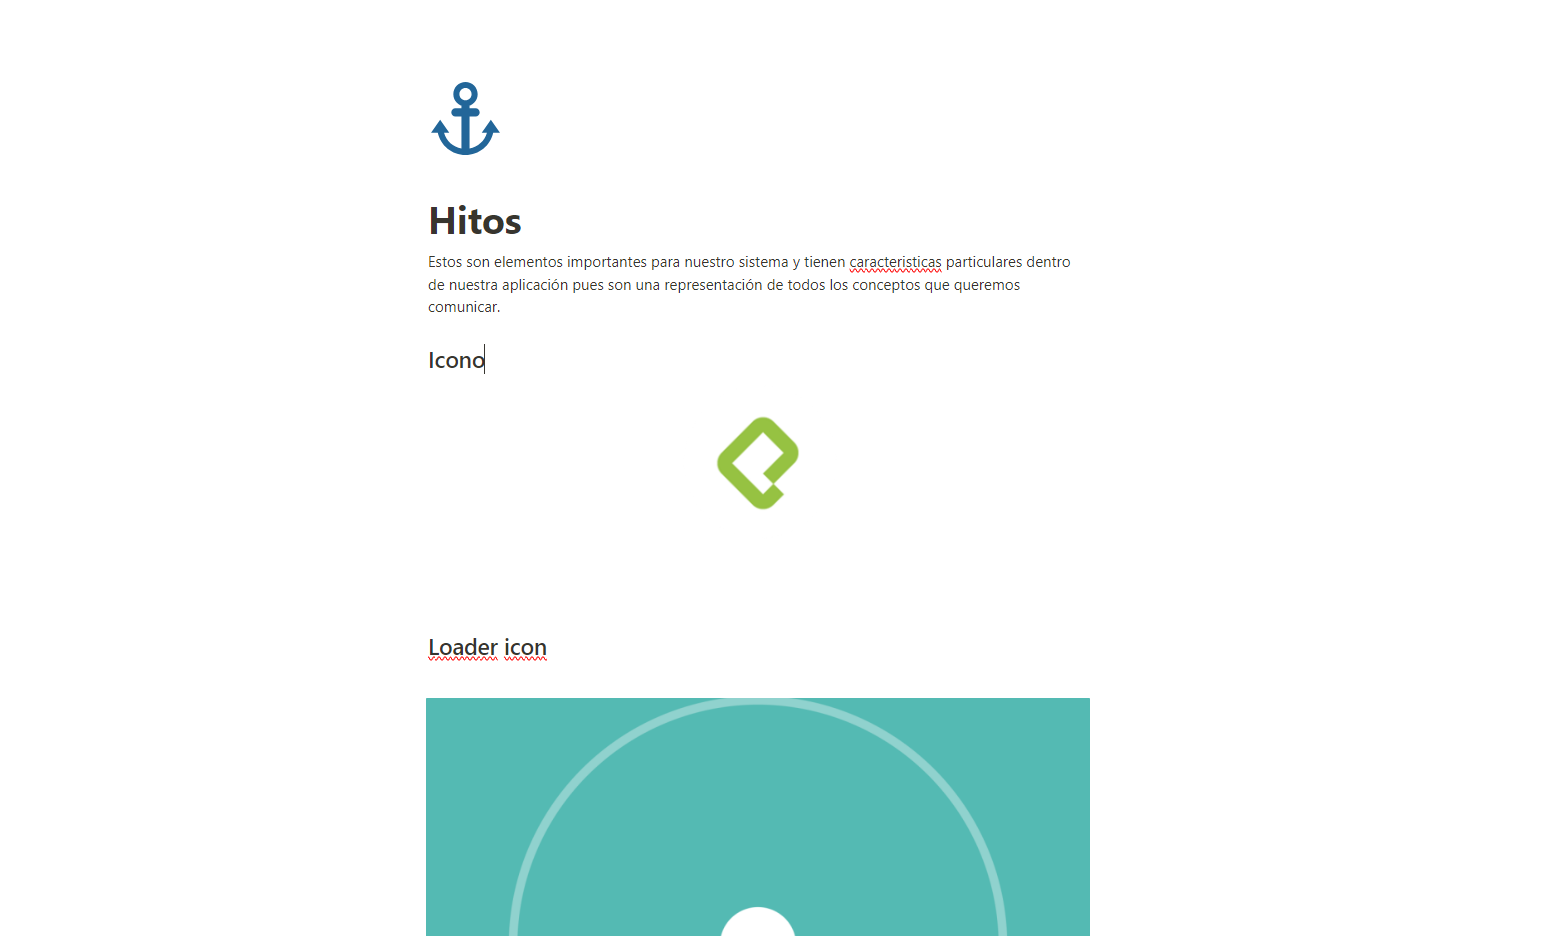 Hitos
Estos son elementos importantes para nuestro sistema y tienen caracteristicas particulares dentro
de nuestra aplicación pues son una representación de todos los conceptos que queremos
comunicar.
Icono
Loader icon